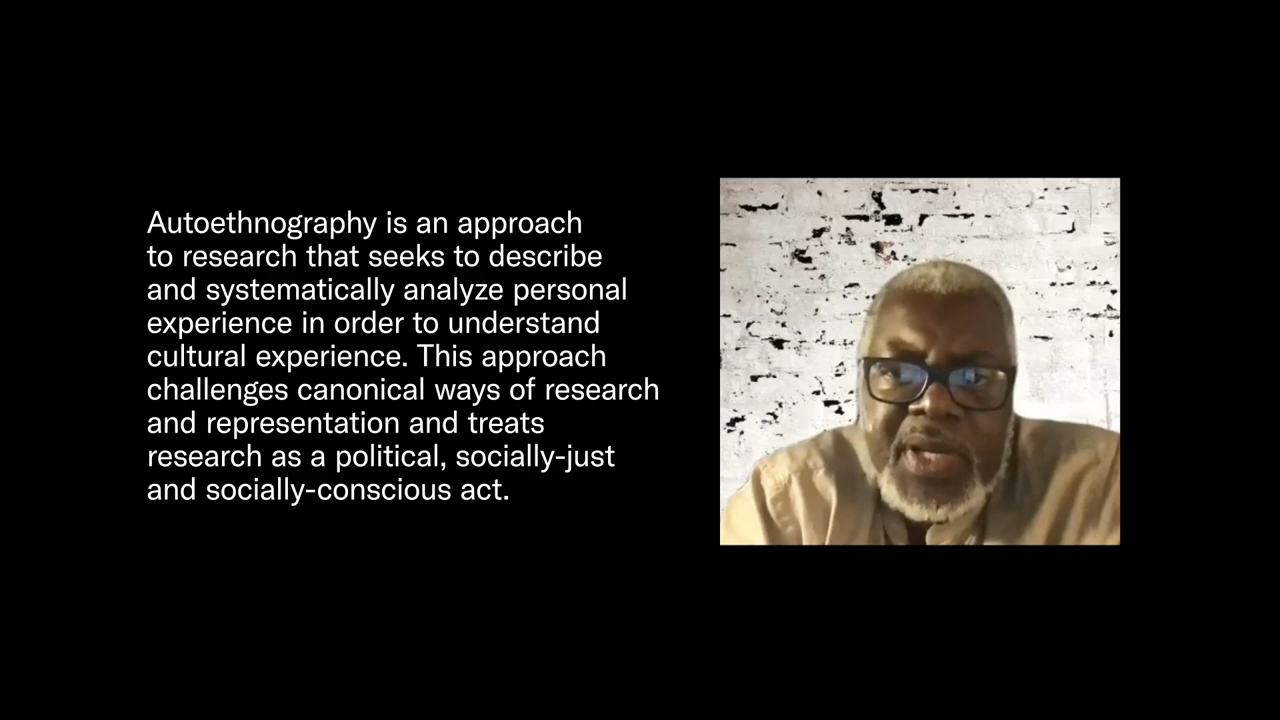 Autoethnography is an approach
to research that seeks to describe
and systematically analyze personal
experience in order to understand
cultural experience. This approach
challenges canonical ways of research
and representation and treats
research as a political, socially-just
and socially-conscious act.